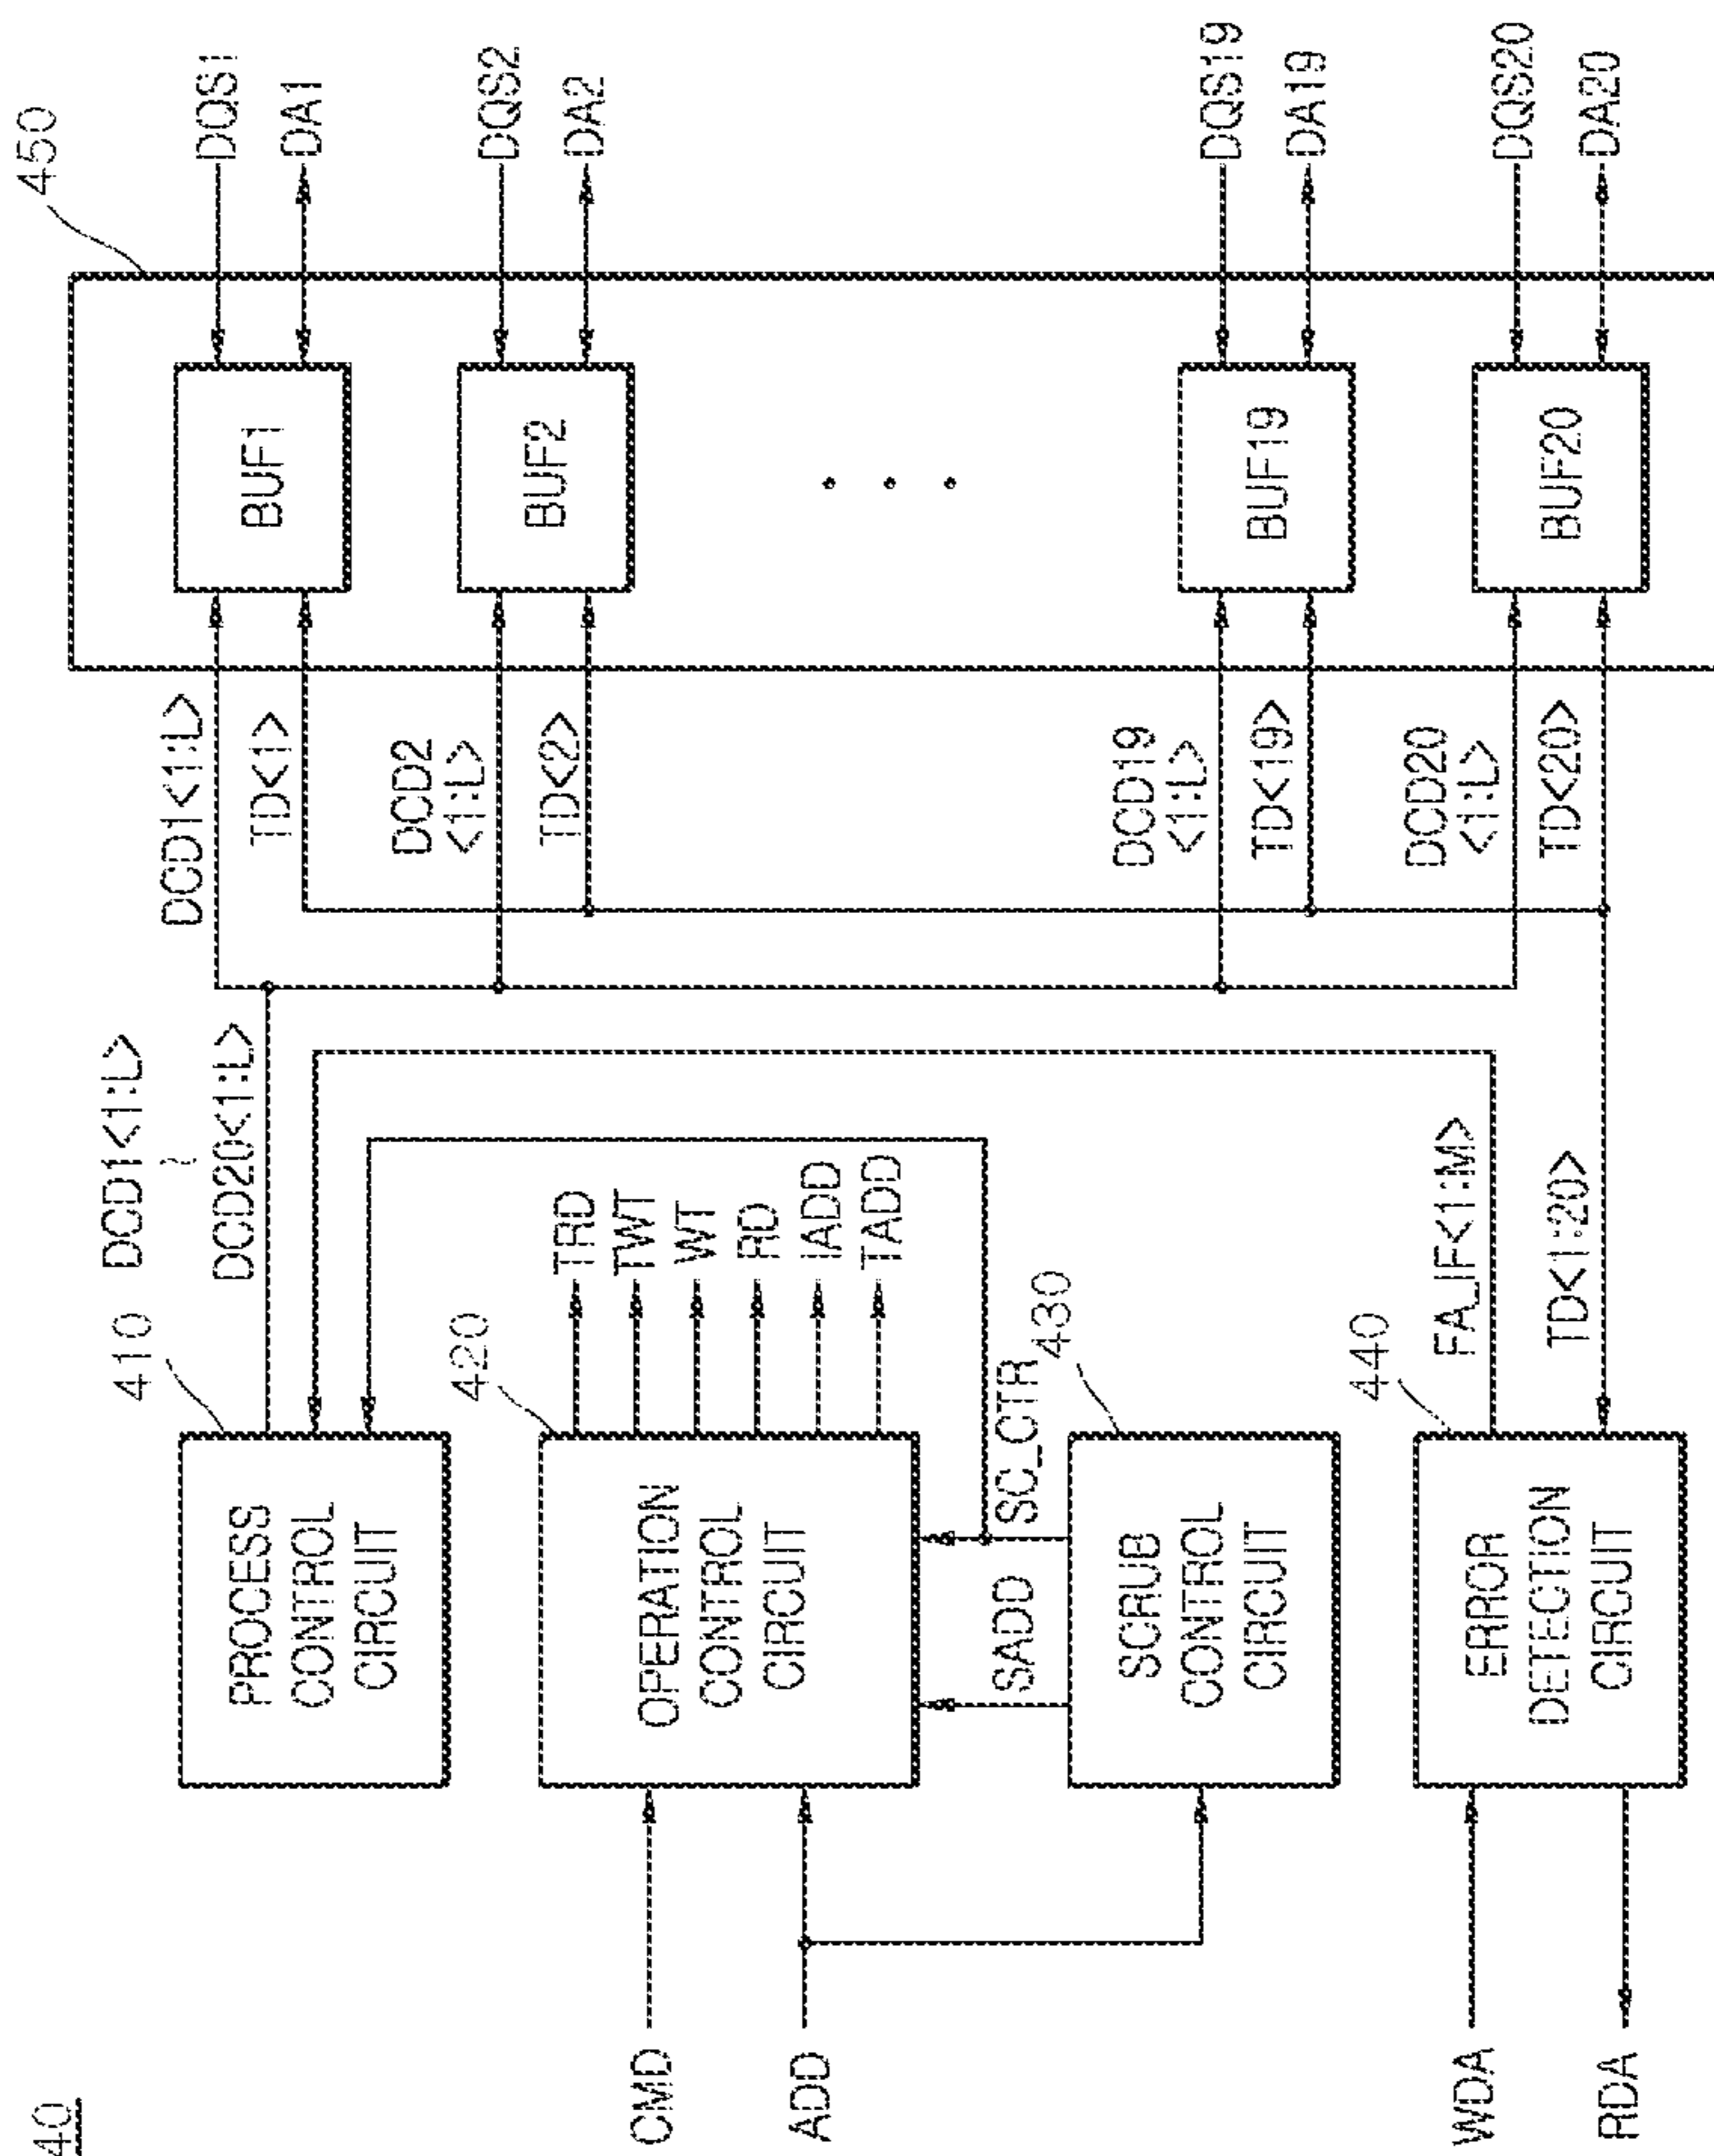 40
450
DQS1
DA1
DQS2
DA2
DQS19
DA19
DQS20
DA20
BUF1
BUF2
BUF19
BUF20
DCD1<1:L>
TD<1>
DCD2
<1:L>
TD<2>
DCD19
<1:L>
TD<19>
DCD20
<1:L>
TD<20>
DCD1<1:L>
~
DCD20<1:L>
410
PROCESS
CONTROL
CIRCUIT
420
OPERATION
CONTROL
CIRCUIT
TRD
TWT
WT
RD
IADD
TADD
SADD
SC_CTR
430
SCRUB
CONTROL
CIRCUIT
440
ERROR
DETECTION
CIRCUIT
FA_IF<1:M>
TD<1:20>
CMD
ADD
WDA
RDA